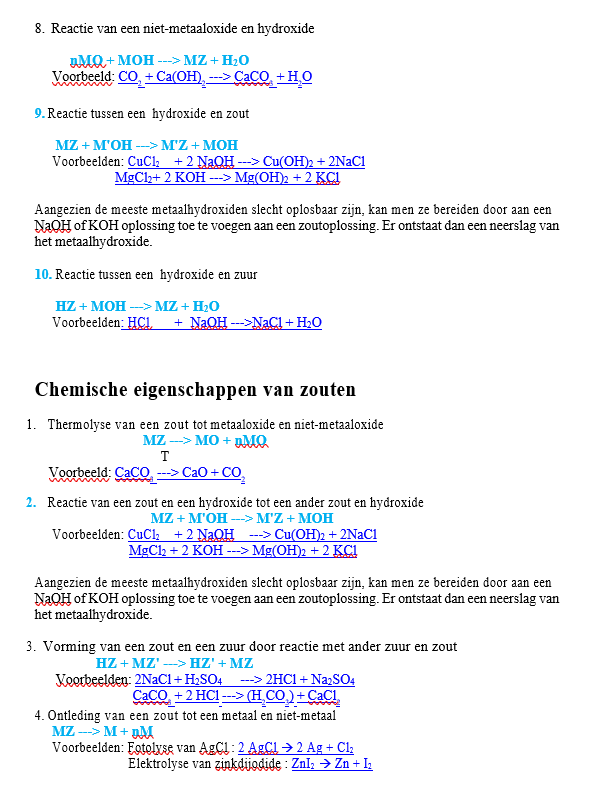 8. Reactie van een niet-metaaloxide en hydroxide
nMO + MOH ---> MZ + H₂O
Voorbeeld: CO₂ + Ca(OH)₂ ---> CaCO₃ + H₂O
9. Reactie tussen een hydroxide en zout
MZ + M'OH ---> M'Z + MOH
Voorbeelden: CuCl₂ + 2 NaOH ---> Cu(OH)₂ + 2NaCl
MgCl₂+ 2 KOH ---> Mg(OH)₂ + 2 KCl
Aangezien de meeste metaalhydroxiden slecht oplosbaar zijn, kan men ze bereiden door aan een
NaOH of KOH oplossing toe te voegen aan een zoutoplossing. Er ontstaat dan een neerslag van
het metaalhydroxide.
10. Reactie tussen een hydroxide en zuur
HZ + MOH ---> MZ + H₂O
Voorbeelden: HCl + NaOH --->NaCl + H₂O
Chemische eigenschappen van zouten
1. Thermolyse van een zout tot metaaloxide en niet-metaaloxide
MZ ---> MO + nMO
T
Voorbeeld: CaCO₃ ---> CaO + CO₂
2. Reactie van een zout en een hydroxide tot een ander zout en hydroxide
MZ + M'OH ---> M'Z + MOH
Voorbeelden: CuCl₂ + 2 NaOH ---> Cu(OH)₂ + 2NaCl
MgCl₂ + 2 KOH ---> Mg(OH)₂ + 2 KCl
Aangezien de meeste metaalhydroxiden slecht oplosbaar zijn, kan men ze bereiden door aan een
NaOH of KOH oplossing toe te voegen aan een zoutoplossing. Er ontstaat dan een neerslag van
het metaalhydroxide.
3. Vorming van een zout en een zuur door reactie met ander zuur en zout
HZ + MZ' ---> HZ' + MZ
Voorbeelden: 2NaCl + H₂SO₄ ---> 2HCl + Na₂SO₄
CaCO₃ + 2 HCl ---> (H₂CO₃) + CaCl₂
4. Ontleding van een zout tot een metaal en niet-metaal
MZ ---> M + nM
Voorbeelden: Fotolyse van AgCl : 2 AgCl → 2 Ag + Cl₂
Elektrolyse van zinkdijodide : ZnI₂ → Zn + I₂